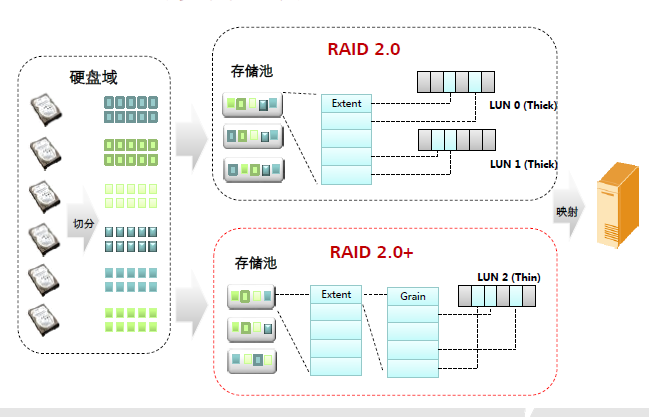 硬盘域
切分
RAID 2.0
存储池
Extent
LUN 0 (Thick)
LUN 1 (Thick)
映射
RAID 2.0+
存储池
Extent
Grain
LUN 2 (Thin)